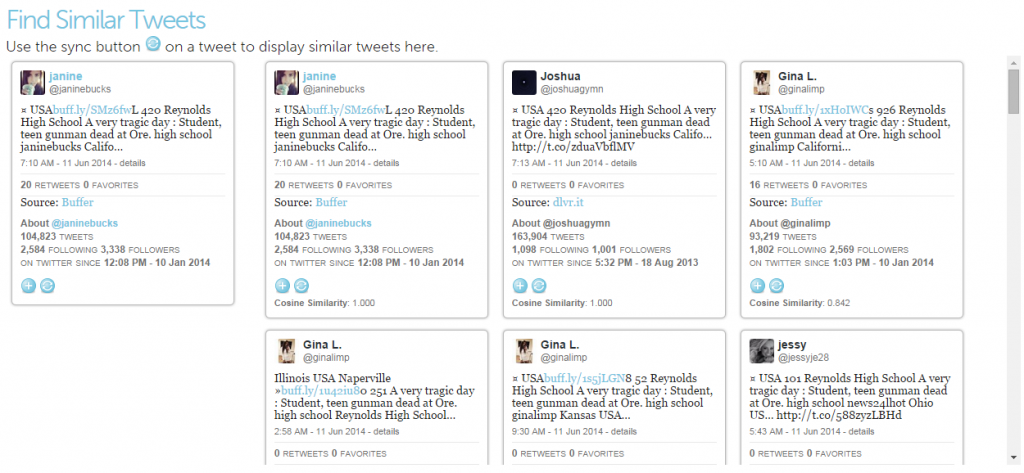 Find Similar Tweets
Use the sync button on a tweet to display similar tweets here.
janine
@janinebucks
¤ USAbuff.ly/SMz6fwL 420 Reynolds
High School A very tragic day : Student,
teen gunman dead at Ore. high school
janinebucks Califo...
7:10 AM - 11 Jun 2014 - details
20 RETWEETS 0 FAVORITES
Source: Buffer
About @janinebucks
104,823 TWEETS
2,584 FOLLOWING 3,338 FOLLOWERS
ON TWITTER SINCE 12:08 PM - 10 Jan 2014
janine
@janinebucks
¤ USAbuff.ly/SMz6fwL 420 Reynolds
High School A very tragic day : Student,
teen gunman dead at Ore. high school
janinebucks Califo...
7:10 AM - 11 Jun 2014 - details
20 RETWEETS 0 FAVORITES
Source: Buffer
About @janinebucks
104,823 TWEETS
2,584 FOLLOWING 3,338 FOLLOWERS
ON TWITTER SINCE 12:08 PM - 10 Jan 2014
Cosine Similarity: 1.000
Joshua
@joshuagymn
¤ USA 420 Reynolds High School A very
tragic day : Student, teen gunman dead
at Ore. high school janinebucks Califo...
http://t.co/zduaVbflMV
7:13 AM - 11 Jun 2014 - details
0 RETWEETS 0 FAVORITES
Source: dlvr.it
About @joshuagymn
163,904 TWEETS
1,098 FOLLOWING 1,001 FOLLOWERS
ON TWITTER SINCE 5:32 PM - 18 Aug 2013
Cosine Similarity: 1.000
Gina L.
@ginalimp
¤ USAbuff.ly/1xHoIWCs 926 Reynolds
High School A very tragic day : Student,
teen gunman dead at Ore. high school
ginalimp Californi...
5:10 AM - 11 Jun 2014 - details
16 RETWEETS 0 FAVORITES
Source: Buffer
About @ginalimp
93,219 TWEETS
1,802 FOLLOWING 2,569 FOLLOWERS
ON TWITTER SINCE 1:03 PM - 10 Jan 2014
Cosine Similarity: 0.842
Gina L.
@ginalimp
Illinois USA Naperville
»buff.ly/1u42iu8o 251 A very tragic day
: Student, teen gunman dead at Ore.
high school Reynolds High School...
2:58 AM - 11 Jun 2014 - details
0 RETWEETS 0 FAVORITES
Gina L.
@ginalimp
¤ USAbuff.ly/1s5jLGN8 52 Reynolds
High School A very tragic day : Student,
teen gunman dead at Ore. high school
ginalimp Kansas USA...
9:30 AM - 11 Jun 2014 - details
0 RETWEETS 0 FAVORITES
jessy
@jessyje28
¤ USA 101 Reynolds High School A very
tragic day : Student, teen gunman dead
at Ore. high school news24lhot Ohio
US... http://t.co/588zyzLBHd
5:43 AM - 11 Jun 2014 - details
0 RETWEETS 0 FAVORITES